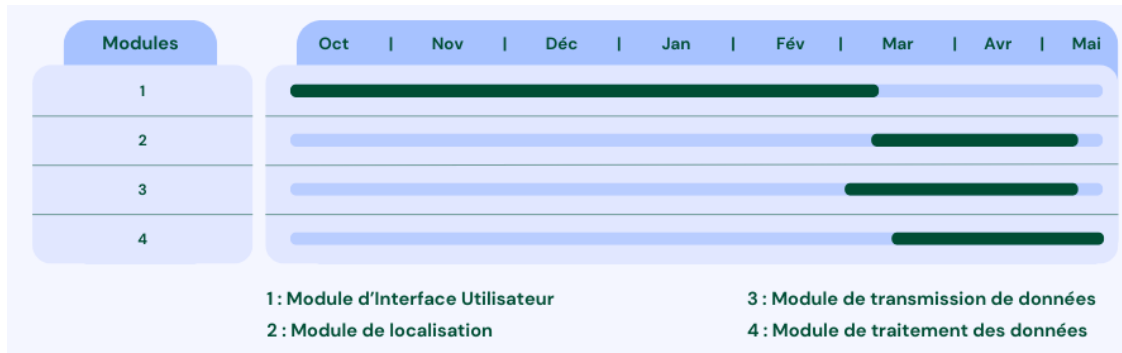 Modules
Oct | Nov | Déc | Jan | Fév | Mar | Avr | Mai
1
2
3
4
1 : Module d’Interface Utilisateur
2 : Module de localisation
3 : Module de transmission de données
4 : Module de traitement des données